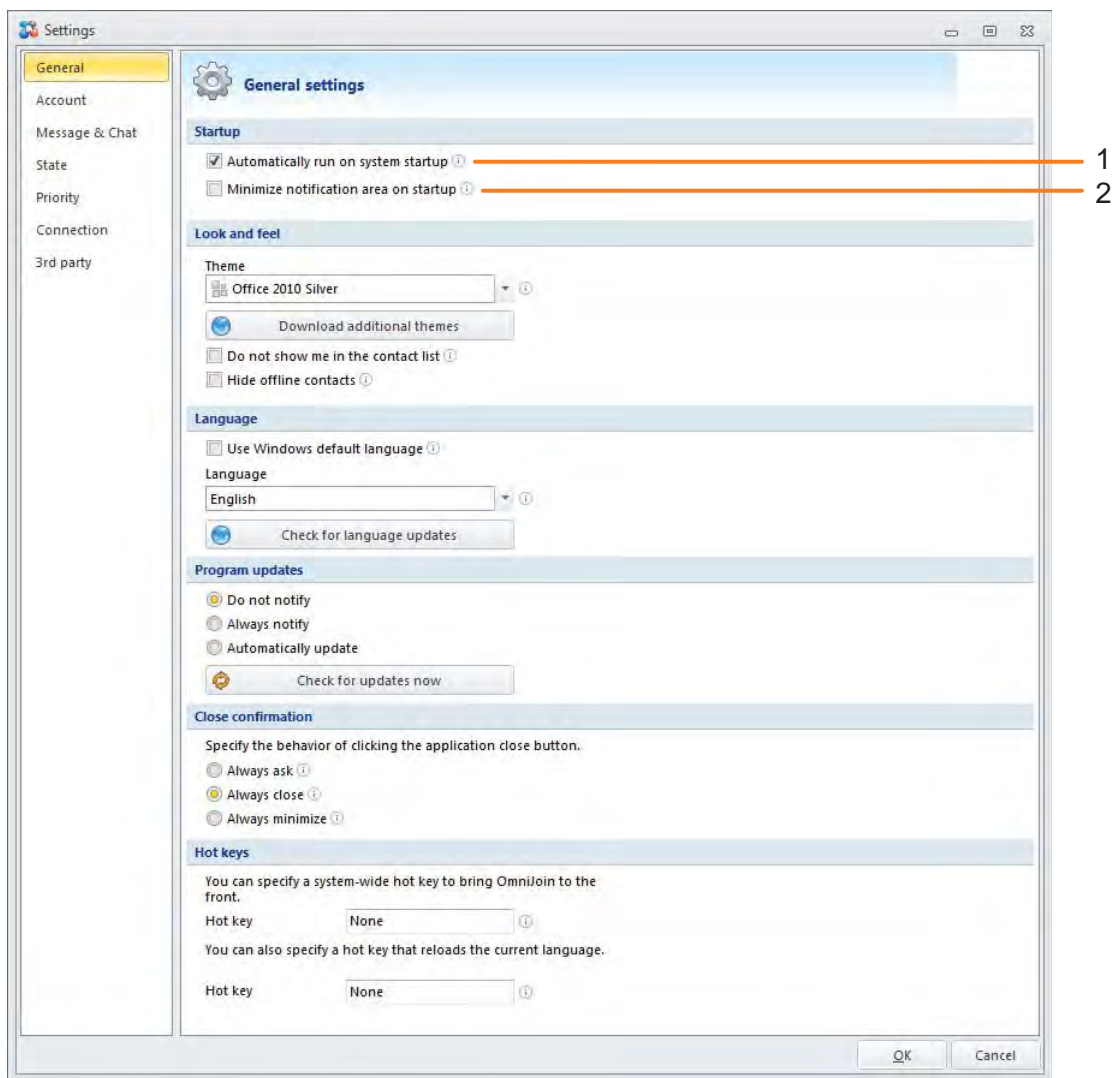 Settings
General
Account
Message & Chat
State
Priority
Connection
3rd party
General settings
Startup
Automatically run on system startup
1
Minimize notification area on startup
2
Look and feel
Theme
Office 2010 Silver
Download additional themes
Do not show me in the contact list
Hide offline contacts
Language
Use Windows default language
Language
English
Check for language updates
Program updates
Do not notify
Always notify
Automatically update
Check for updates now
Close confirmation
Specify the behavior of clicking the application close button.
Always ask
Always close
Always minimize
Hot keys
You can specify a system-wide hot key to bring OmniJoin to the
front.
Hot key None
You can also specify a hot key that reloads the current language.
Hot key None
OK Cancel